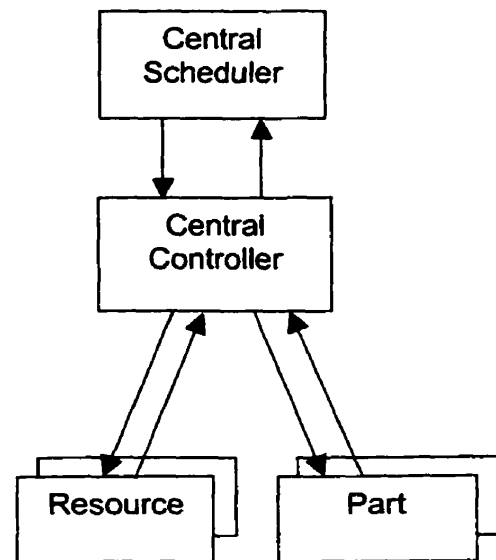 Central
Scheduler
Central
Controller
Resource
Part